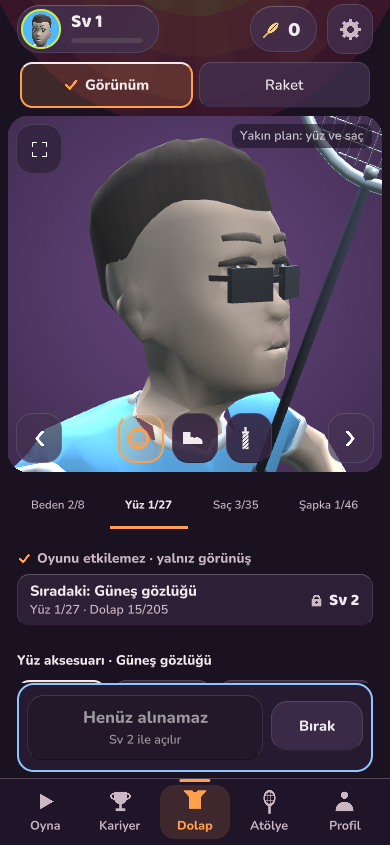 Sv 1
0
Görünüm
Raket
Yakın plan: yüz ve saç
Beden 2/8
Yüz 1/27
Saç 3/35
Şapka 1/46
Oyunu etkilemez · yalnız görünüş
Sıradaki: Güneş gözlüğü
Yüz 1/27 · Dolap 15/205
Sv 2
Yüz aksesuarı · Güneş gözlüğü
Henüz alınamaz
Sv 2 ile açılır
Bırak
Oyna
Kariyer
Dolap
Atölye
Profil